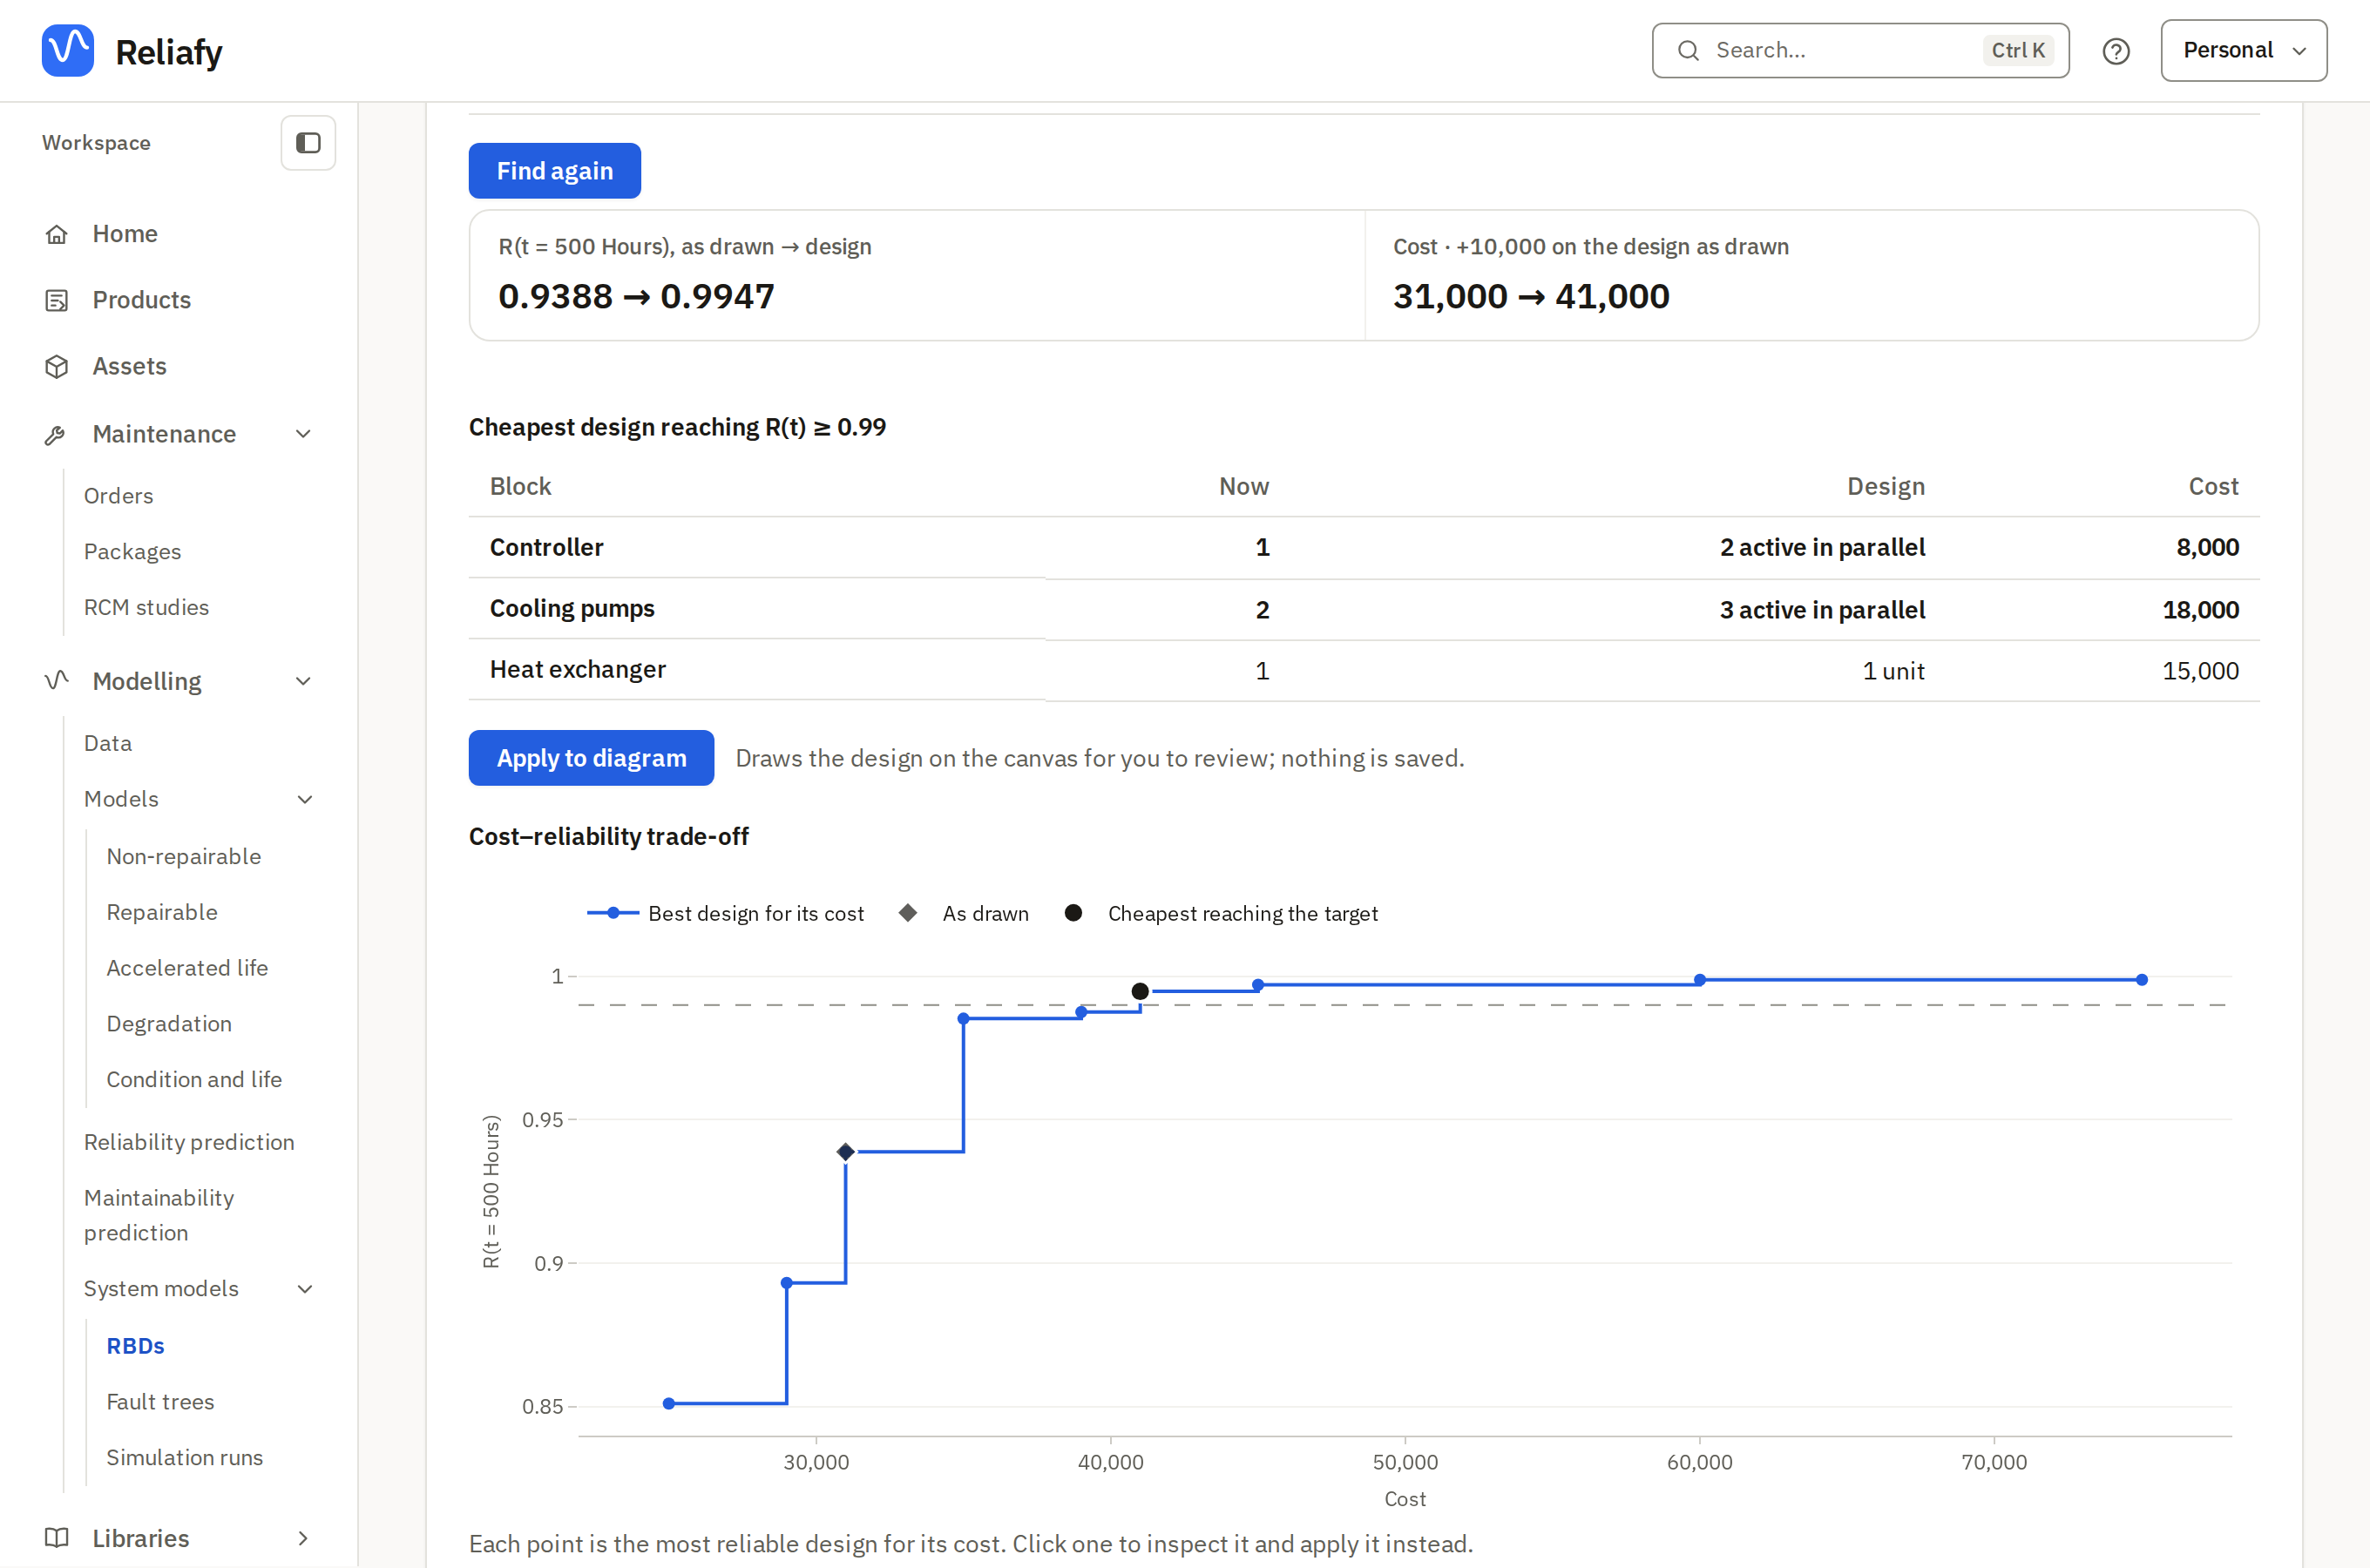 Reliafy
Search...
Ctrl K
Personal
Workspace
Home
Products
Assets
Maintenance
Orders
Packages
RCM studies
Modelling
Data
Models
Non-repairable
Repairable
Accelerated life
Degradation
Condition and life
Reliability prediction
Maintainability
prediction
System models
RBDs
Fault trees
Simulation runs
Libraries
Find again
R(t = 500 Hours), as drawn → design
0.9388 → 0.9947
Cost · +10,000 on the design as drawn
31,000 → 41,000
Cheapest design reaching R(t) ≥ 0.99
Block Now Design Cost
Controller 1 2 active in parallel 8,000
Cooling pumps 2 3 active in parallel 18,000
Heat exchanger 1 1 unit 15,000
Apply to diagram Draws the design on the canvas for you to review; nothing is saved.
Cost–reliability trade-off
Best design for its cost As drawn Cheapest reaching the target
1
0.95
0.9
0.85
R(t = 500 Hours)
30,000 40,000 50,000 60,000 70,000
Cost
Each point is the most reliable design for its cost. Click one to inspect it and apply it instead.